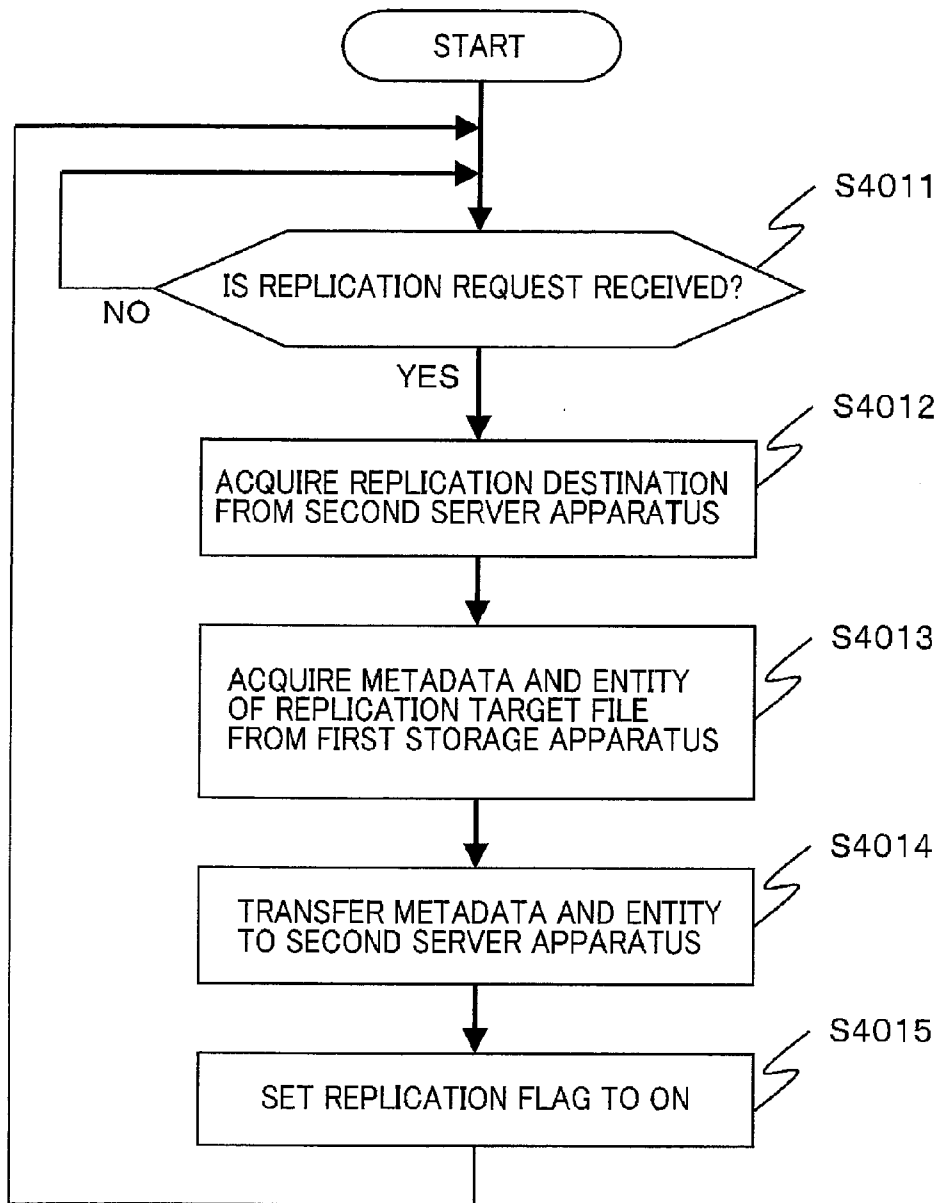 START
S4011
IS REPLICATION REQUEST RECEIVED?
NO
YES
S4012
ACQUIRE REPLICATION DESTINATION
FROM SECOND SERVER APPARATUS
S4013
ACQUIRE METADATA AND ENTITY
OF REPLICATION TARGET FILE
FROM FIRST STORAGE APPARATUS
S4014
TRANSFER METADATA AND ENTITY
TO SECOND SERVER APPARATUS
S4015
SET REPLICATION FLAG TO ON